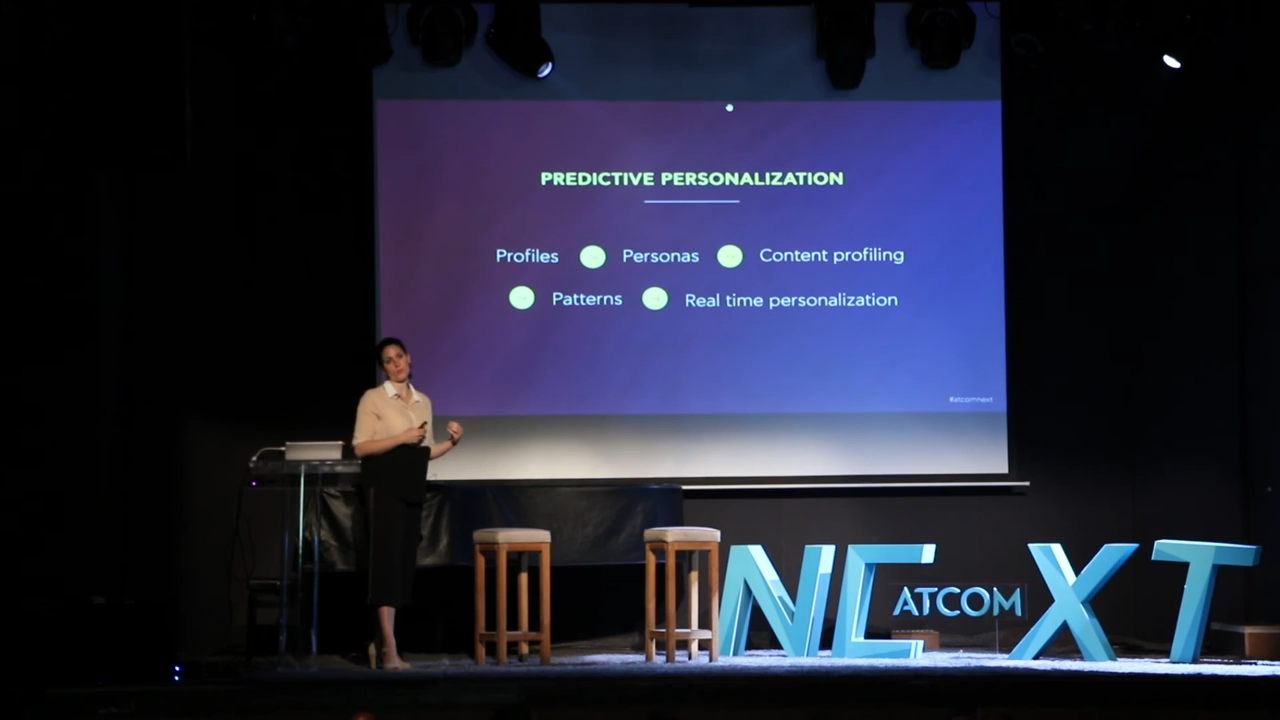 PREDICTIVE PERSONALIZATION
Profiles Personas Content profiling
Patterns Real time personalization
#atcomnext
NEXT
ATCOM